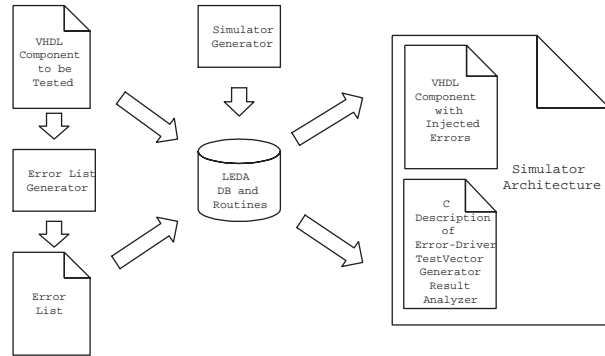 VHDL
Component
to be
Tested
Error List
Generator
Error
List
Simulator
Generator
LEDA
DB and
Routines
VHDL
Component
with
Injected
Errors
C
Description
of
Error-Driver
TestVector
Generator
Result
Analyzer
Simulator
Architecture